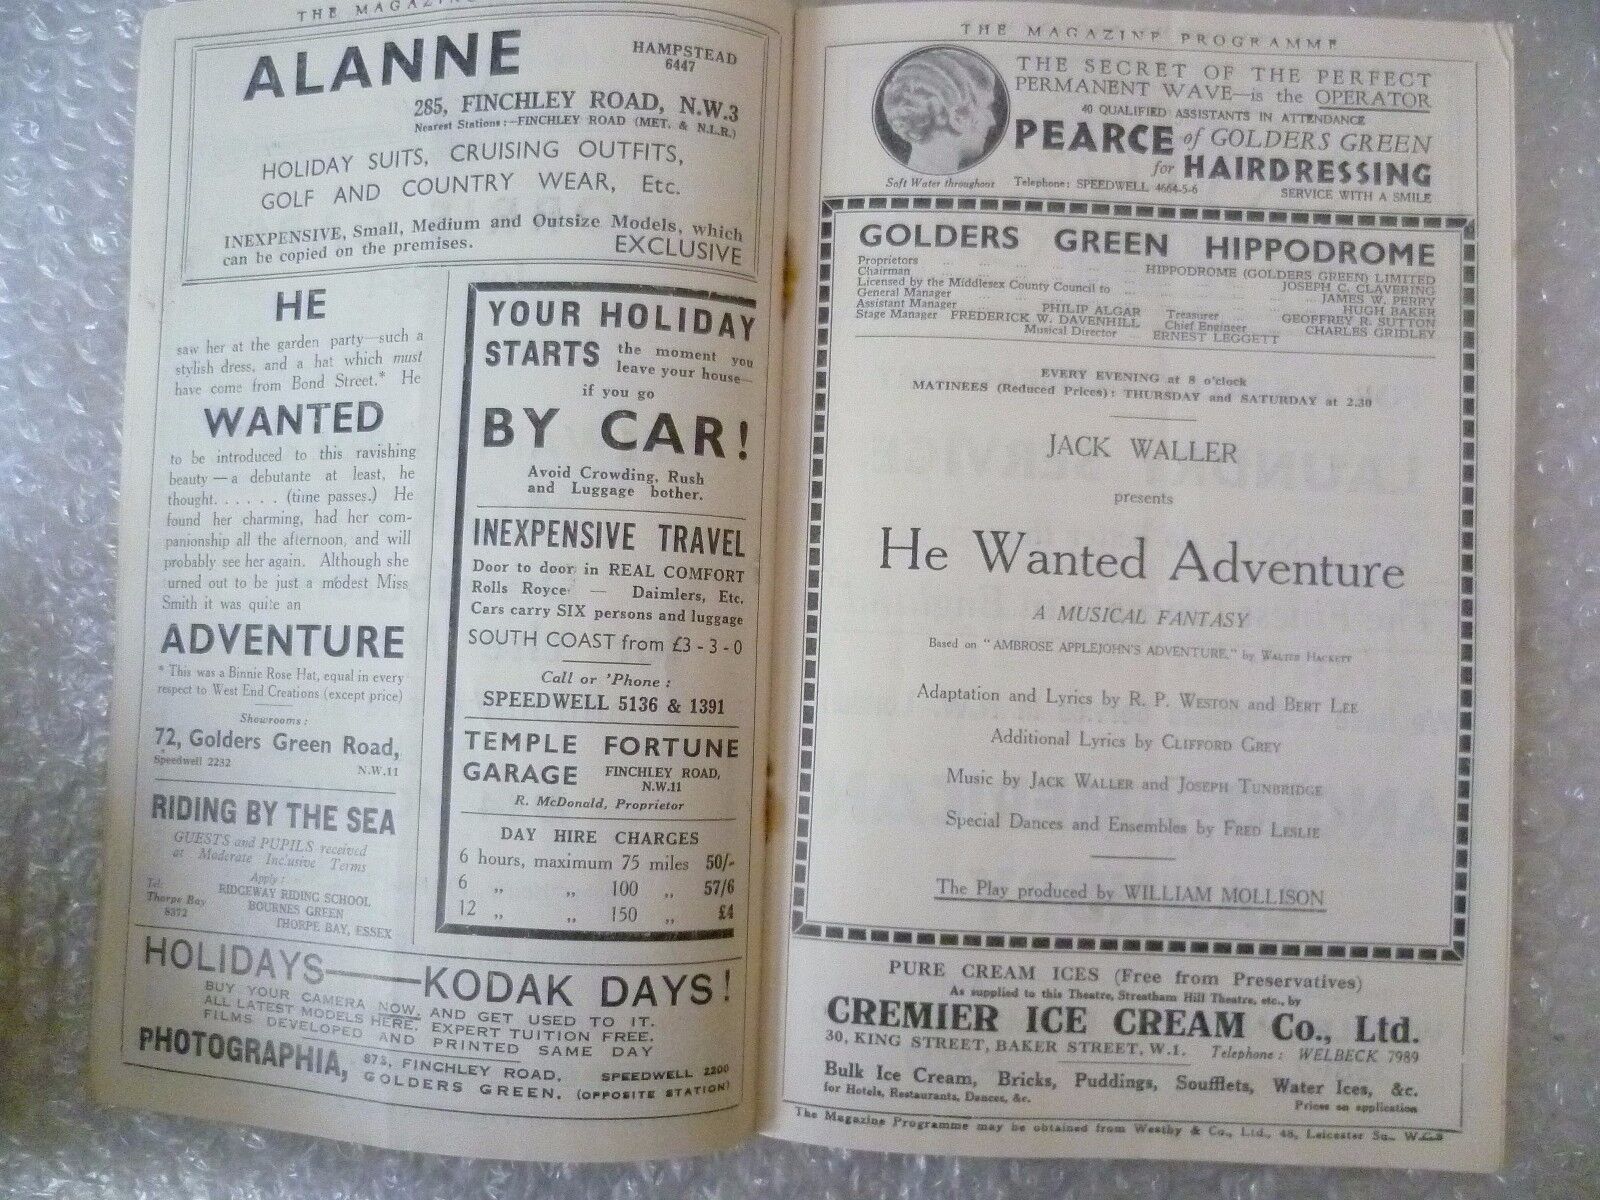 THE MAGAZINE
ALANNE
HAMPSTEAD
6447
285, FINCHLEY ROAD, N.W.3
Nearest Stations:—FINCHLEY ROAD (MET. & N.L.R.)
HOLIDAY SUITS, CRUISING OUTFITS,
GOLF AND COUNTRY WEAR, Etc.
INEXPENSIVE, Small, Medium and Outsize Models, which
can be copied on the premises. EXCLUSIVE
HE
saw her at the garden party—such a
stylish dress, and a hat which must
have come from Bond Street.* He
WANTED
to be introduced to this ravishing
beauty—a debutante at least, he
thought...... (time passes.) He
found her charming, had her com-
panionship all the afternoon, and will
probably see her again. Although she
urned out to be just a modest Miss
Smith it was quite an
ADVENTURE
* This was a Binnie Rose Hat, equal in every
respect to West End Creations (except price)
Showrooms:
72, Golders Green Road,
Speedwell 2232 N.W.11
RIDING BY THE SEA
GUESTS and PUPILS received
at Moderate Inclusive Terms
Apply:
Tel: RIDGEWAY RIDING SCHOOL
Thorpe Bay BOURNES GREEN
8372 THORPE BAY, ESSEX
YOUR HOLIDAY
STARTS the moment you
leave your house—
if you go
BY CAR!
Avoid Crowding, Rush
and Luggage bother.
INEXPENSIVE TRAVEL
Door to door in REAL COMFORT
Rolls Royce — Daimlers, Etc.
Cars carry SIX persons and luggage
SOUTH COAST from £3-3-0
Call or 'Phone:
SPEEDWELL 5136 & 1391
TEMPLE FORTUNE
GARAGE FINCHLEY ROAD,
N.W.11
R. McDonald, Proprietor
DAY HIRE CHARGES
6 hours, maximum 75 miles 50/-
6 ,, ,, 100 ,, 57/6
12 ,, ,, 150 ,, £4
HOLIDAYS——KODAK DAYS!
BUY YOUR CAMERA NOW, AND GET USED TO IT.
ALL LATEST MODELS HERE. EXPERT TUITION FREE.
FILMS DEVELOPED AND PRINTED SAME DAY
PHOTOGRAPHIA, 873, FINCHLEY ROAD, SPEEDWELL 2200
GOLDERS GREEN, (OPPOSITE STATION)
THE MAGAZINE PROGRAMME
THE SECRET OF THE PERFECT
PERMANENT WAVE—is the OPERATOR
40 QUALIFIED ASSISTANTS IN ATTENDANCE
PEARCE of GOLDERS GREEN
for HAIRDRESSING
Soft Water throughout Telephone: SPEEDWELL 4664-5-6 SERVICE WITH A SMILE
GOLDERS GREEN HIPPODROME
Proprietors ... HIPPODROME (GOLDERS GREEN) LIMITED
Chairman ... JOSEPH C. CLAVERING
Licensed by the Middlesex County Council to ... JAMES W. PERRY
General Manager ... HUGH BAKER
Assistant Manager ... PHILIP ALGAR Treasurer ... GEOFFREY R. SUTTON
Stage Manager FREDERICK W. DAVENHILL Chief Engineer ... CHARLES GRIDLEY
Musical Director ... ERNEST LEGGETT
EVERY EVENING at 8 o'clock
MATINEES (Reduced Prices): THURSDAY and SATURDAY at 2.30
JACK WALLER
presents
He Wanted Adventure
A MUSICAL FANTASY
Based on "AMBROSE APPLEJOHN'S ADVENTURE." by WALTER HACKETT
Adaptation and Lyrics by R. P. WESTON and BERT LEE
Additional Lyrics by CLIFFORD GREY
Music by JACK WALLER and JOSEPH TUNBRIDGE
Special Dances and Ensembles by FRED LESLIE
The Play produced by WILLIAM MOLLISON
PURE CREAM ICES (Free from Preservatives)
As supplied to this Theatre, Streatham Hill Theatre, etc., by
CREMIER ICE CREAM Co., Ltd.
30, KING STREET, BAKER STREET, W.1. Telephone: WELBECK 7989
Bulk Ice Cream, Bricks, Puddings, Soufflets, Water Ices, &c.
for Hotels, Restaurants, Dances, &c. Prices on application
The Magazine Programme may be obtained from Westby & Co., Ltd., 48, Leicester Sq., W.C.2